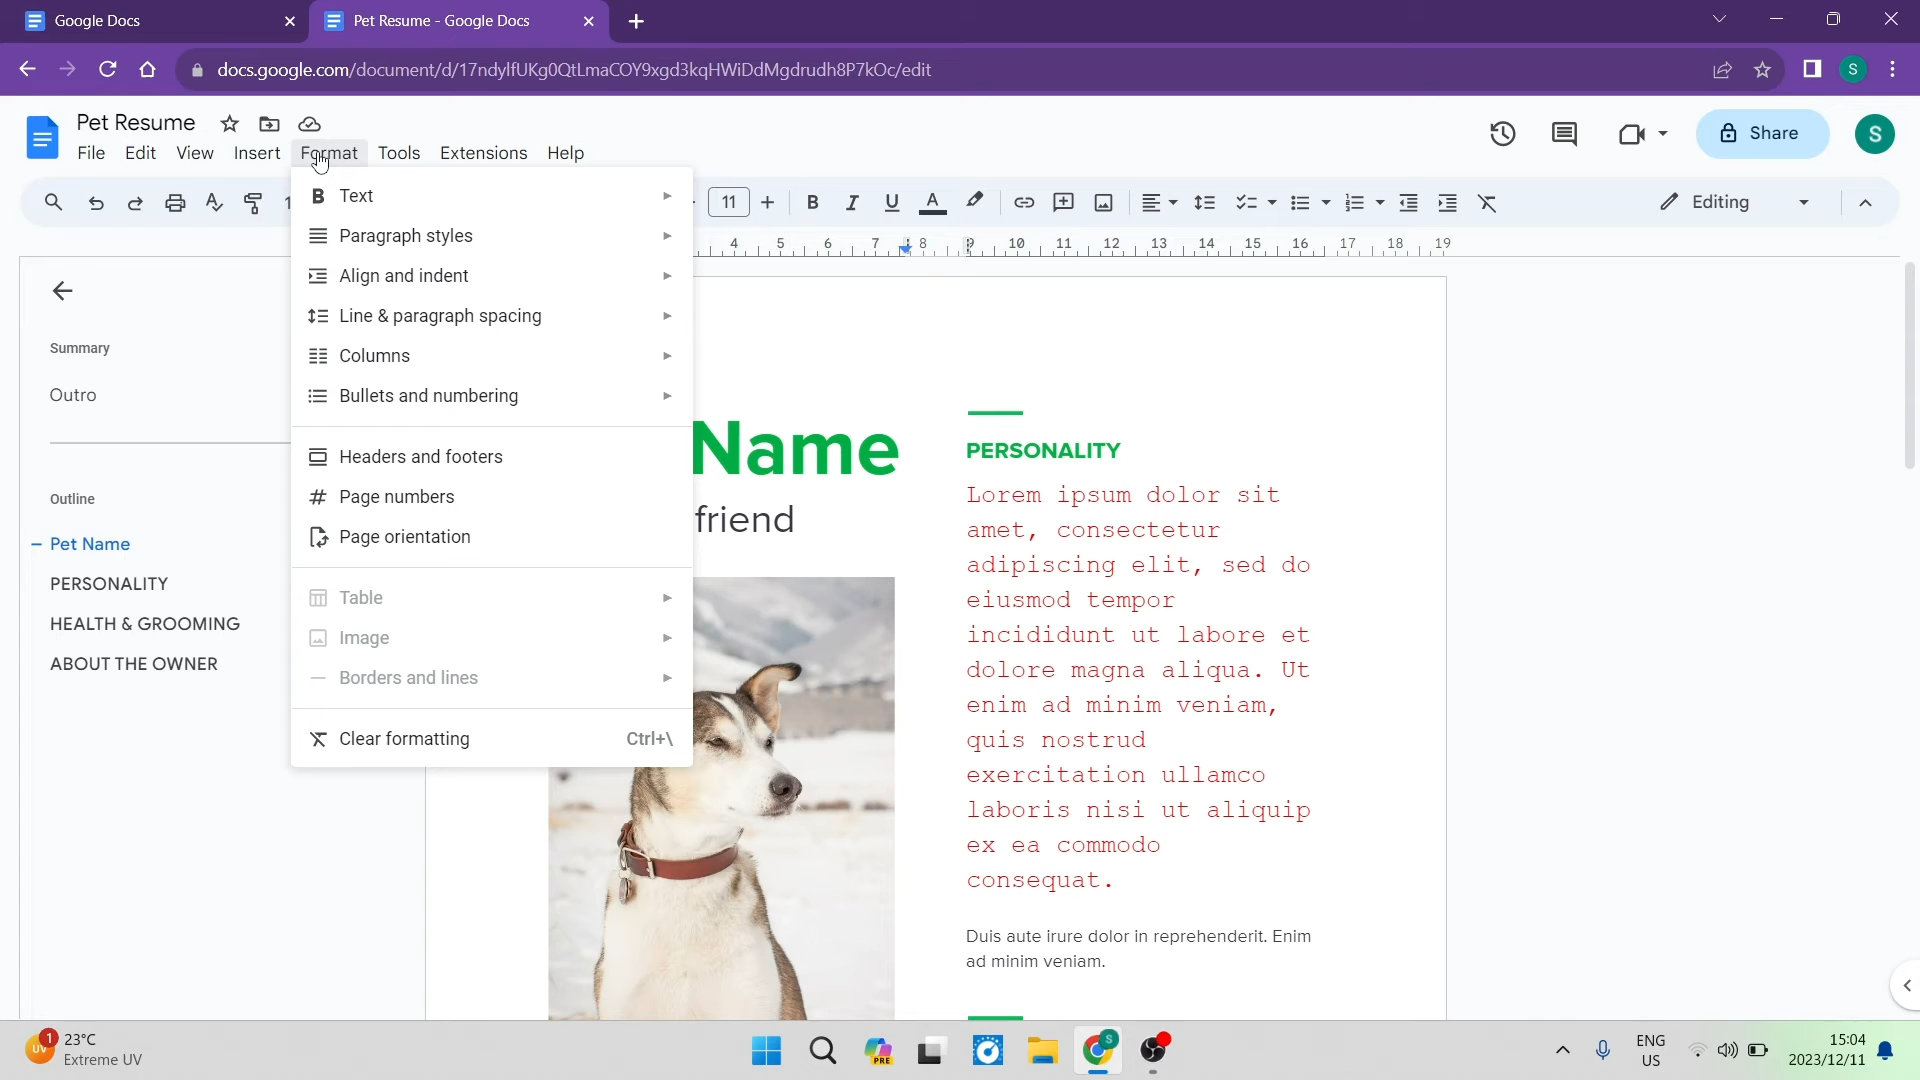 Google Docs
Pet Resume - Google Docs
docs.google.com/document/d/17ndylfUKg0QtLmaCOY9xgd3kqHWiDdMgdrudh8P7kOc/edit
S
Pet Resume
File Edit View Insert Format Tools Extensions Help
Share
S
11
Editing
4 5 6 7 8 9 10 11 12 13 14 15 16 17 18 19
Text
Paragraph styles
Align and indent
Line & paragraph spacing
Columns
Bullets and numbering
Headers and footers
Page numbers
Page orientation
Table
Image
Borders and lines
Clear formatting Ctrl+\
Summary
Outro
Outline
Pet Name
PERSONALITY
HEALTH & GROOMING
ABOUT THE OWNER
Name
friend
PERSONALITY
Lorem ipsum dolor sit
amet, consectetur
adipiscing elit, sed do
eiusmod tempor
incididunt ut labore et
dolore magna aliqua. Ut
enim ad minim veniam,
quis nostrud
exercitation ullamco
laboris nisi ut aliquip
ex ea commodo
consequat.
Duis aute irure dolor in reprehenderit. Enim
ad minim veniam.
UV
1
23°C
Extreme UV
PRE
S
ENG
US
15:04
2023/12/11